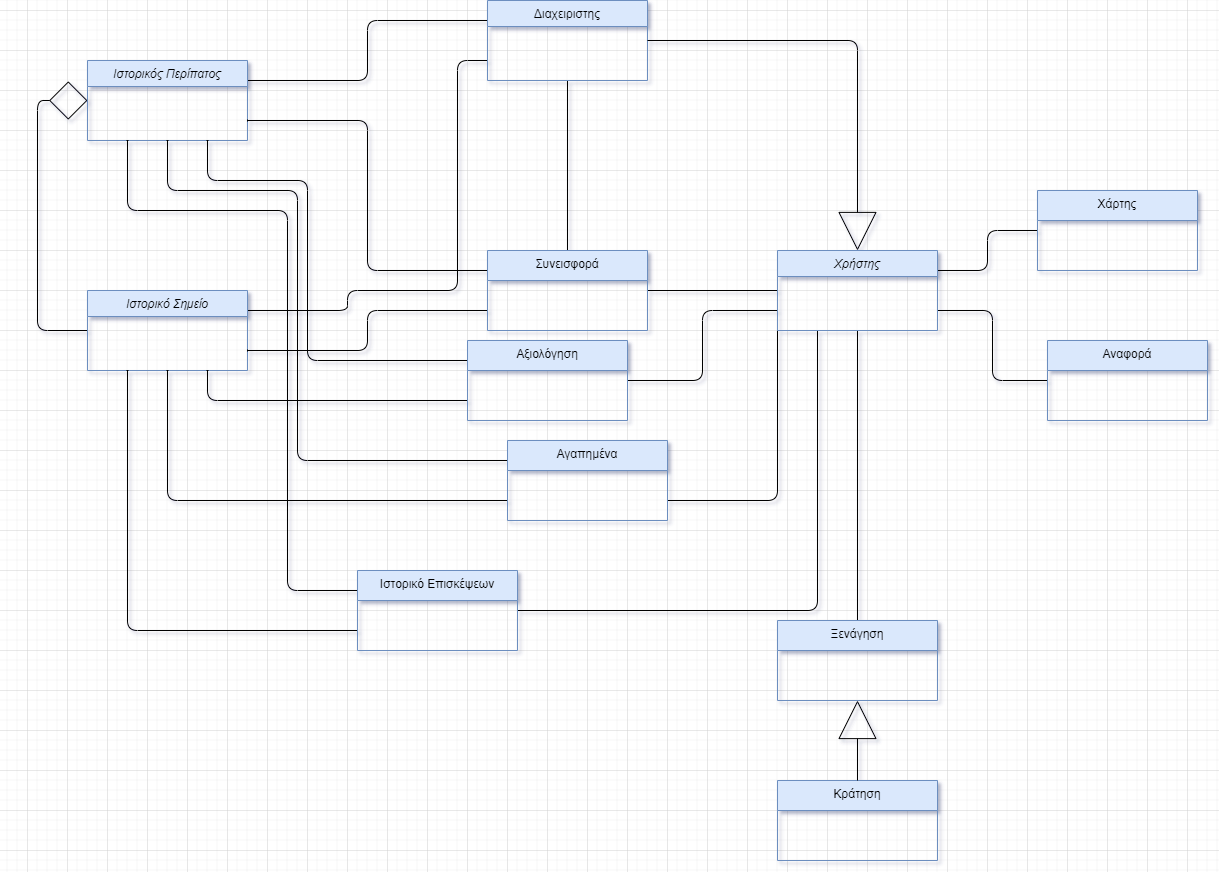 Διαχειριστης
Ιστορικός Περίπατος
Χάρτης
Συνεισφορά
Χρήστης
Ιστορικό Σημείο
Αξιολόγηση
Αναφορά
Αγαπημένα
Ιστορικό Επισκέψεων
Ξενάγηση
Κράτηση